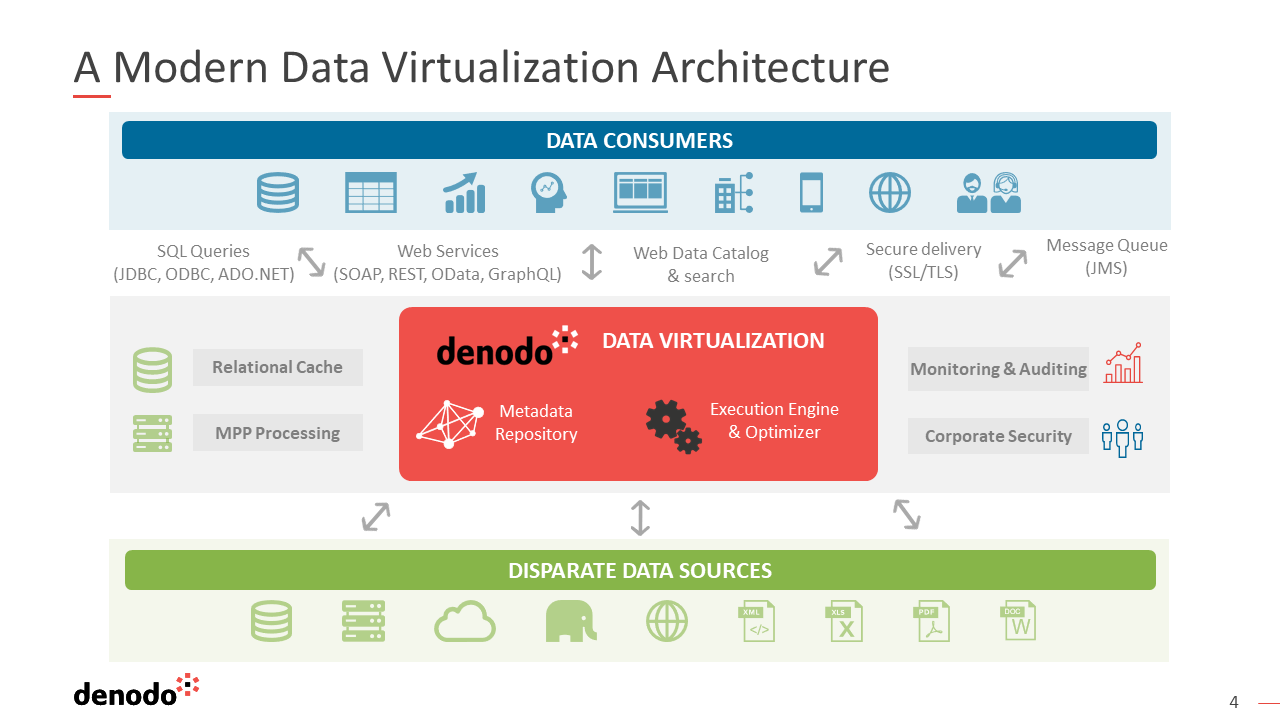 A Modern Data Virtualization Architecture
DATA CONSUMERS
SQL Queries
(JDBC, ODBC, ADO.NET)
Web Services
(SOAP, REST, OData, GraphQL)
Web Data Catalog
& search
Secure delivery
(SSL/TLS)
Message Queue
(JMS)
Relational Cache
MPP Processing
denodo
DATA VIRTUALIZATION
Metadata
Repository
Execution Engine
& Optimizer
Monitoring & Auditing
Corporate Security
DISPARATE DATA SOURCES
XML
</>
XLS
X
PDF
DOC
W
denodo
4